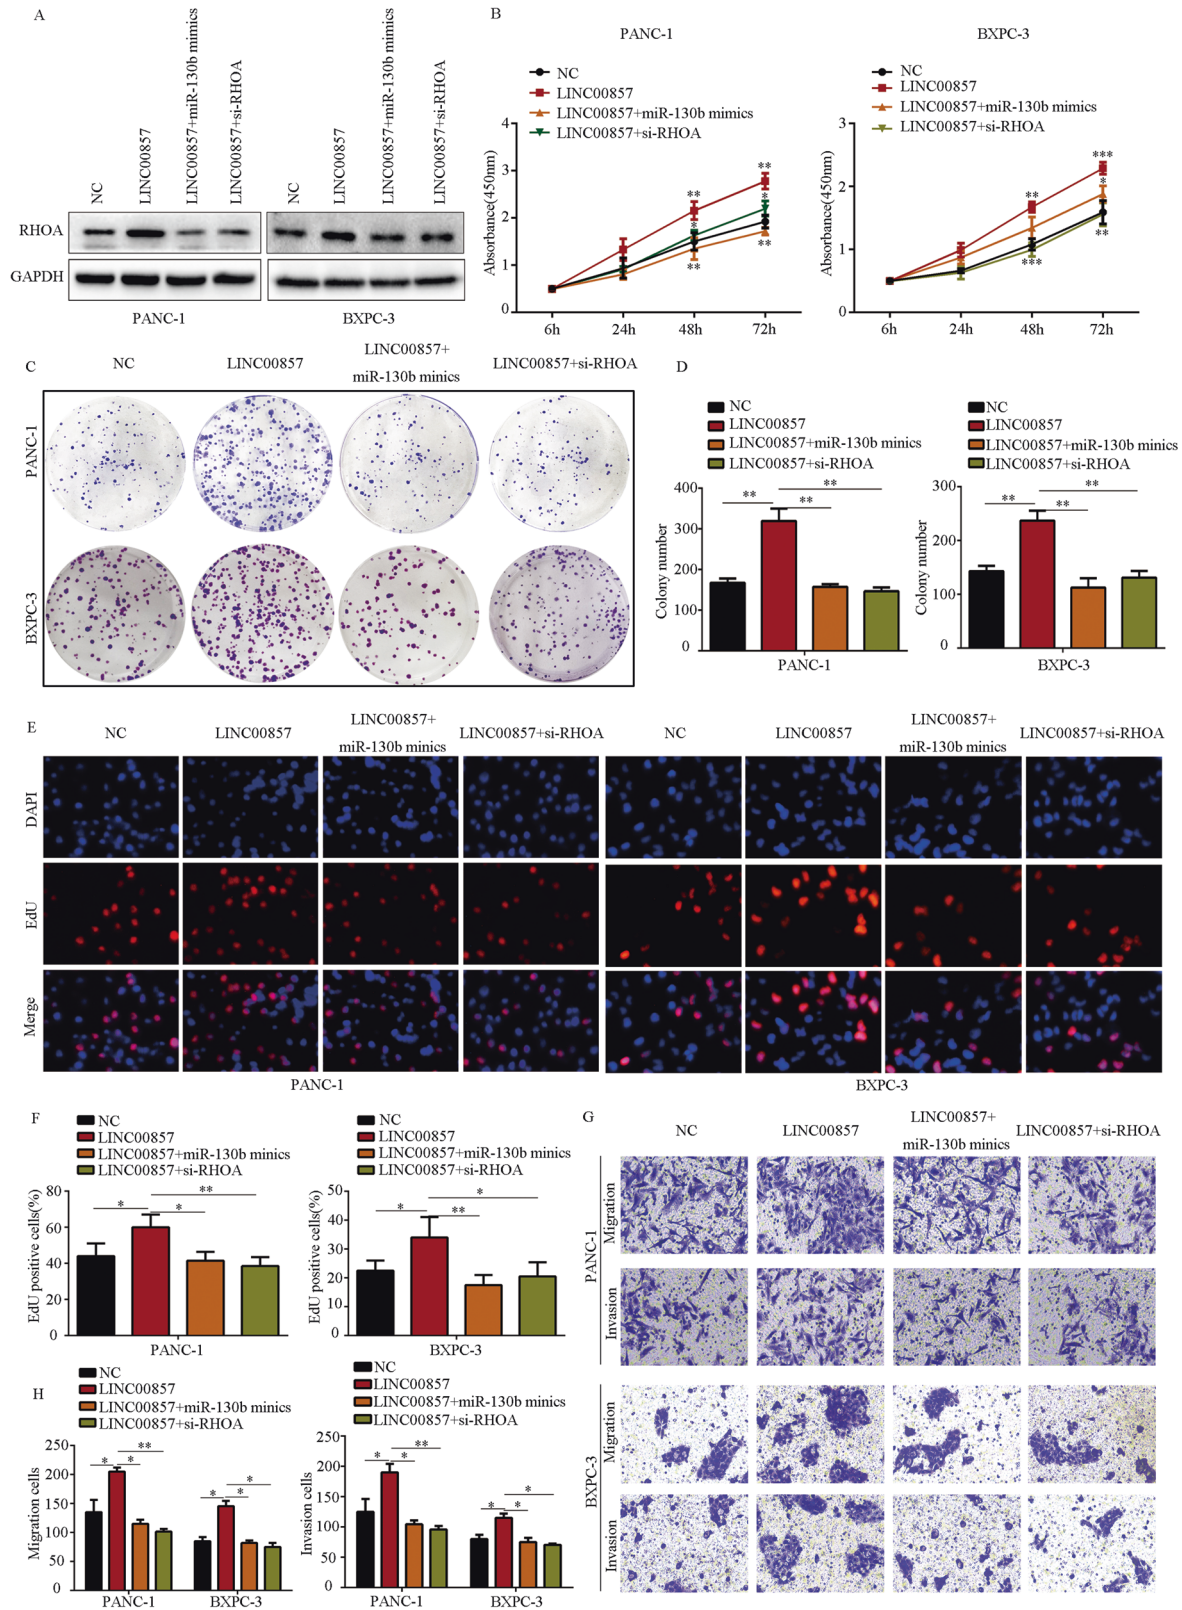 A
NC
LINC00857
LINC00857+miR-130b mimics
LINC00857+si-RHOA
NC
LINC00857
LINC00857+miR-130b mimics
LINC00857+si-RHOA
RHOA
GAPDH
PANC-1
BXPC-3
B
PANC-1
NC
LINC00857
LINC00857+miR-130b mimics
LINC00857+si-RHOA
Absorbance(450nm)
4
3
2
1
0
** ** * * ** **
6h 24h 48h 72h
BXPC-3
NC
LINC00857
LINC00857+miR-130b mimics
LINC00857+si-RHOA
Absorbance(450nm)
3
2
1
0
** *** * *** **
6h 24h 48h 72h
C
NC
LINC00857
LINC00857+
miR-130b minics
LINC00857+si-RHOA
PANC-1
BXPC-3
D
NC
LINC00857
LINC00857+miR-130b minics
LINC00857+si-RHOA
Colony number
400
300
200
100
0
** ** **
PANC-1
NC
LINC00857
LINC00857+miR-130b minics
LINC00857+si-RHOA
Colony number
300
200
100
0
** ** **
BXPC-3
E
NC
LINC00857
LINC00857+
miR-130b minics
LINC00857+si-RHOA
NC
LINC00857
LINC00857+
miR-130b minics
LINC00857+si-RHOA
DAPI
EdU
Merge
PANC-1
BXPC-3
F
NC
LINC00857
LINC00857+miR-130b minics
LINC00857+si-RHOA
EdU positive cells(%)
80
60
40
20
0
* ** *
PANC-1
NC
LINC00857
LINC00857+miR-130b minics
LINC00857+si-RHOA
EdU positive cells(%)
50
40
30
20
10
0
* * **
BXPC-3
G
NC
LINC00857
LINC00857+
miR-130b minics
LINC00857+si-RHOA
PANC-1
Migration
Invasion
BXPC-3
Migration
Invasion
H
NC
LINC00857
LINC00857+miR-130b minics
LINC00857+si-RHOA
Migration cells
250
200
150
100
50
0
* ** * * * *
PANC-1 BXPC-3
NC
LINC00857
LINC00857+miR-130b minics
LINC00857+si-RHOA
Invasion cells
250
200
150
100
50
0
* ** * * * *
PANC-1 BXPC-3